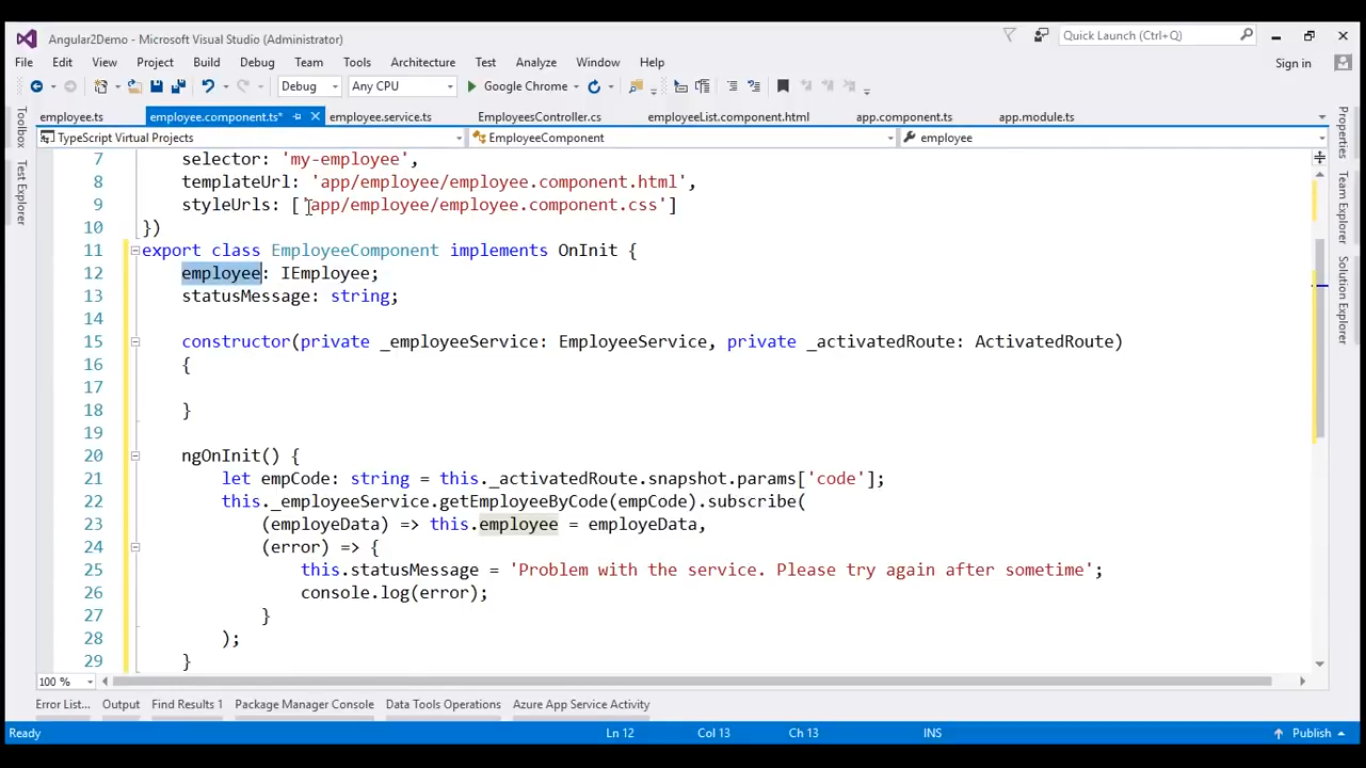 Angular2Demo - Microsoft Visual Studio (Administrator)
Quick Launch (Ctrl+Q)
File Edit View Project Build Debug Team Tools Architecture Test Analyze Window Help
Sign in
Debug Any CPU Google Chrome
employee.ts employee.component.ts* employee.service.ts EmployeesController.cs employeeList.component.html app.component.ts app.module.ts
TypeScript Virtual Projects EmployeeComponent employee
Toolbox
Test Explorer
Properties
Team Explorer
Solution Explorer
7 selector: 'my-employee',
8 templateUrl: 'app/employee/employee.component.html',
9 styleUrls: ['app/employee/employee.component.css']
10 })
11 export class EmployeeComponent implements OnInit {
12 employee: IEmployee;
13 statusMessage: string;
14
15 constructor(private _employeeService: EmployeeService, private _activatedRoute: ActivatedRoute)
16 {
17
18 }
19
20 ngOnInit() {
21 let empCode: string = this._activatedRoute.snapshot.params['code'];
22 this._employeeService.getEmployeeByCode(empCode).subscribe(
23 (employeData) => this.employee = employeData,
24 (error) => {
25 this.statusMessage = 'Problem with the service. Please try again after sometime';
26 console.log(error);
27 }
28 );
29 }
100 %
Error List... Output Find Results 1 Package Manager Console Data Tools Operations Azure App Service Activity
Ready Ln 12 Col 13 Ch 13 INS Publish